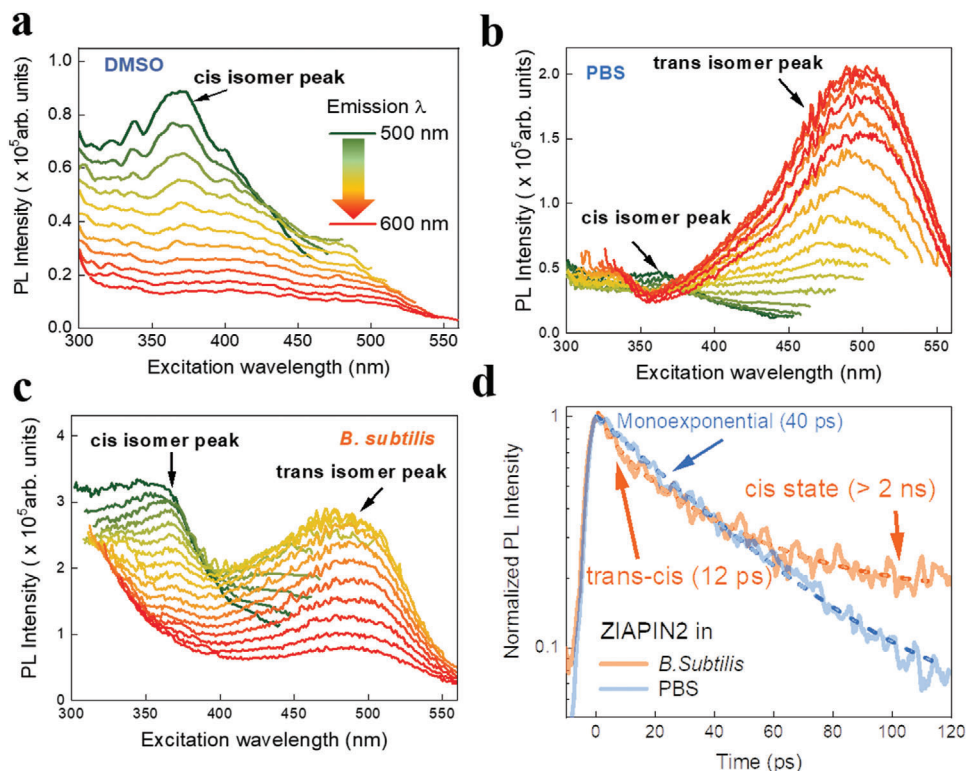 a
DMSO
cis isomer peak
Emission λ
500 nm
600 nm
PL Intensity ( x 10⁵arb. units)
1.0
0.8
0.6
0.4
0.2
0.0
300 350 400 450 500 550
Excitation wavelength (nm)
b
PBS
trans isomer peak
cis isomer peak
PL Intensity ( x 10⁵arb. units)
2.0
1.5
1.0
0.5
0.0
300 350 400 450 500 550
Excitation wavelength (nm)
c
cis isomer peak
B. subtilis
trans isomer peak
PL Intensity ( x 10⁵arb. units)
4
3
2
1
0
300 350 400 450 500 550
Excitation wavelength (nm)
d
Monoexponential (40 ps)
cis state (> 2 ns)
trans-cis (12 ps)
ZIAPIN2 in
B.Subtilis
PBS
Normalized PL Intensity
1
0.1
0 20 40 60 80 100 120
Time (ps)